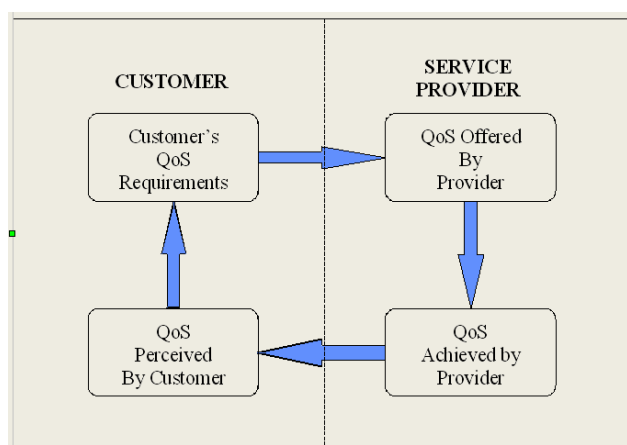 CUSTOMER
SERVICE
PROVIDER
Customer's
QoS
Requirements
QoS Offered
By
Provider
QoS
Perceived
By Customer
QoS
Achieved by
Provider